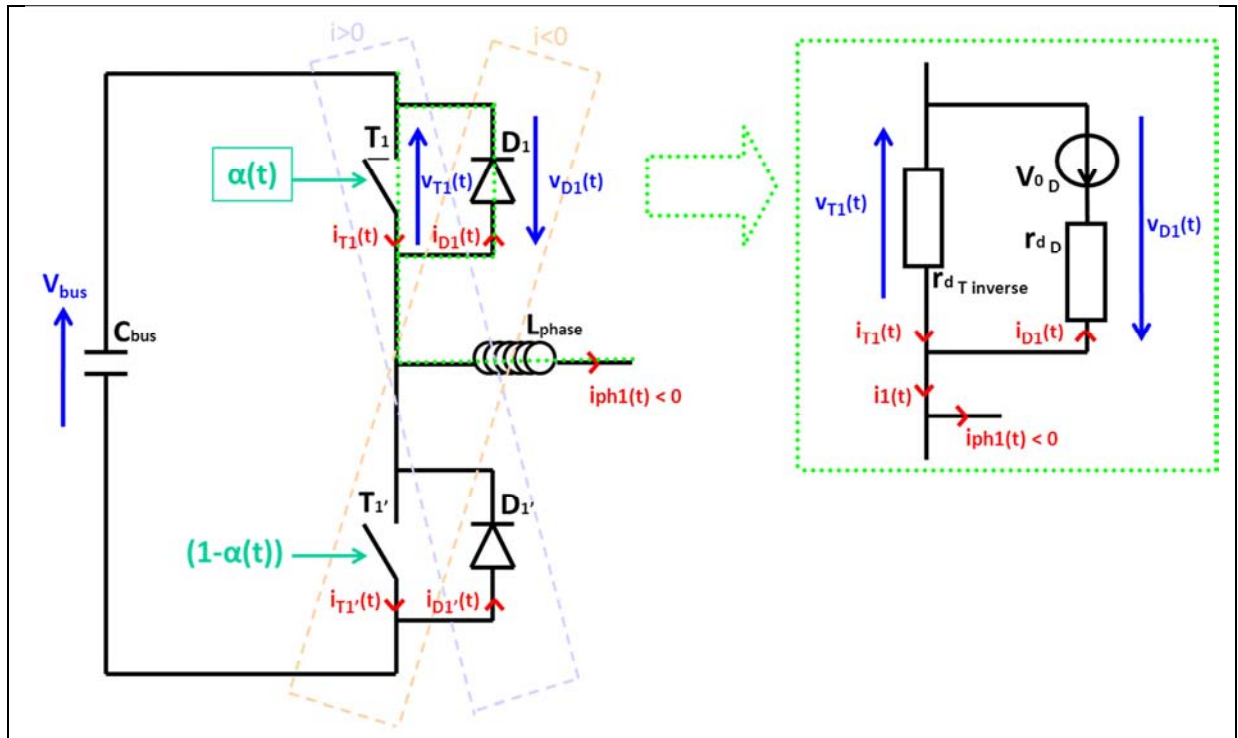 i>0
i<0
T1
D1
α(t)
vT1(t)
vD1(t)
iT1(t)
iD1(t)
Vbus
Cbus
Lphase
iph1(t) < 0
T1'
D1'
(1-α(t))
iT1'(t)
iD1'(t)
vT1(t)
V0 D
rd D
vD1(t)
rd T inverse
iT1(t)
iD1(t)
i1(t)
iph1(t) < 0